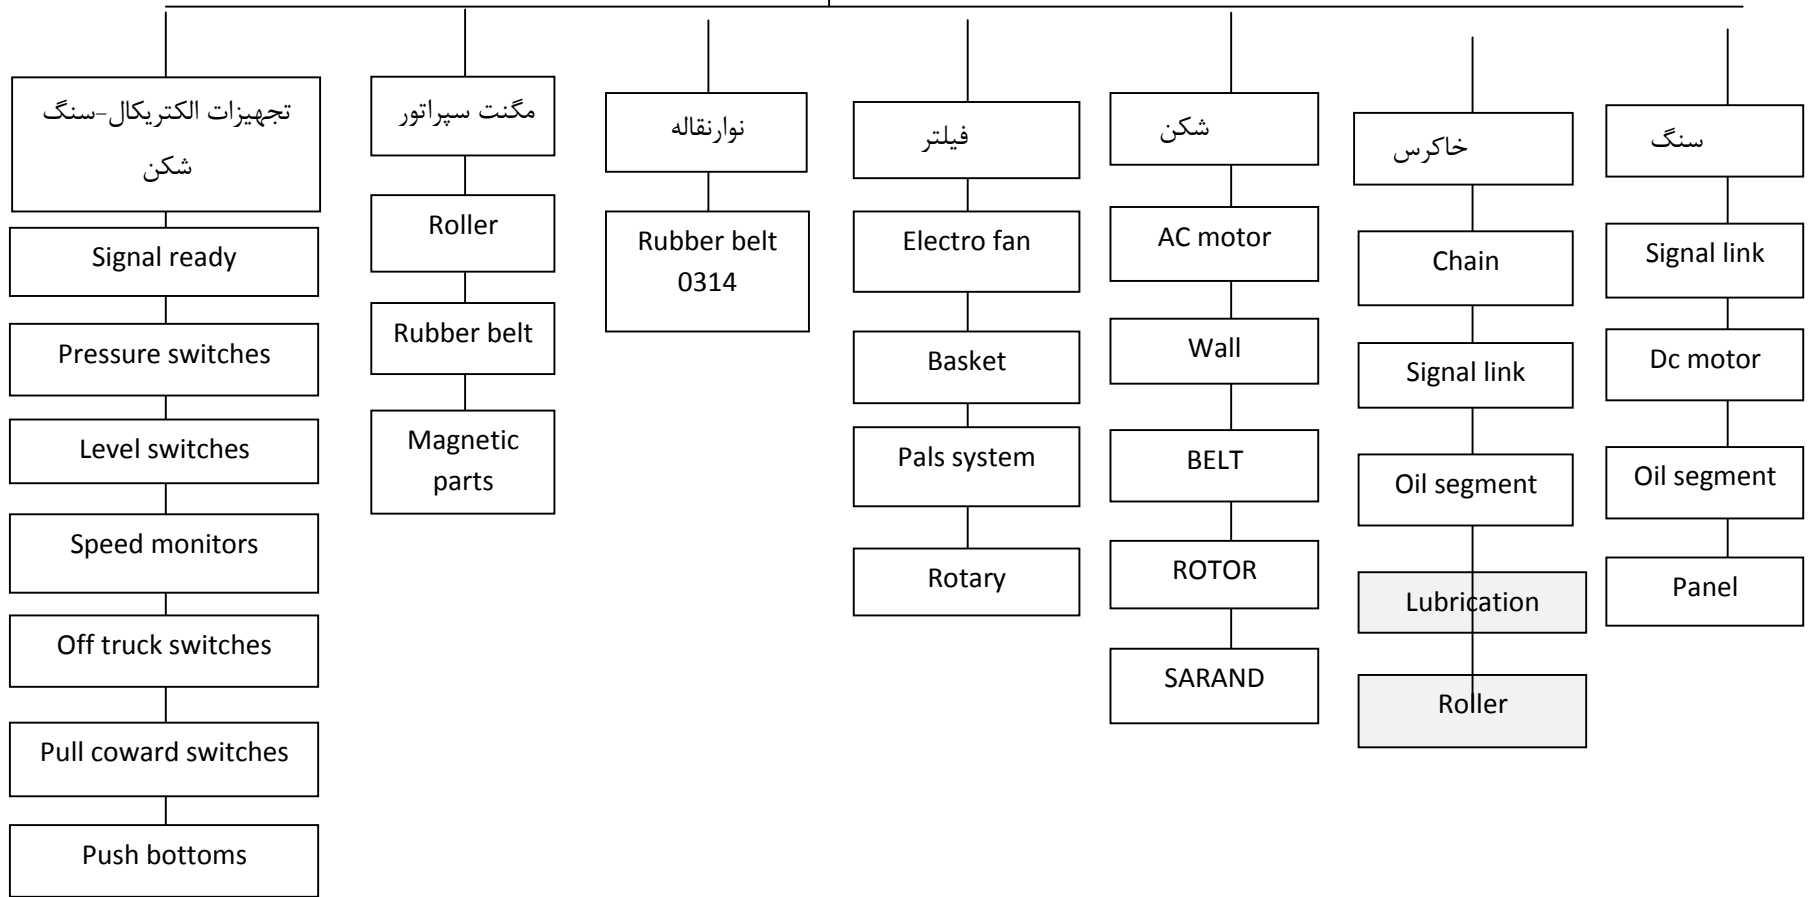 تجهیزات الکتریکال-سنگ
شکن
Signal ready
Pressure switches
Level switches
Speed monitors
Off truck switches
Pull coward switches
Push bottoms
مگنت سپراتور
Roller
Rubber belt
Magnetic
parts
نوارنقاله
Rubber belt
0314
فیلتر
Electro fan
Basket
Pals system
Rotary
شکن
AC motor
Wall
BELT
ROTOR
SARAND
خاکرس
Chain
Signal link
Oil segment
Lubrication
Roller
سنگ
Signal link
Dc motor
Oil segment
Panel